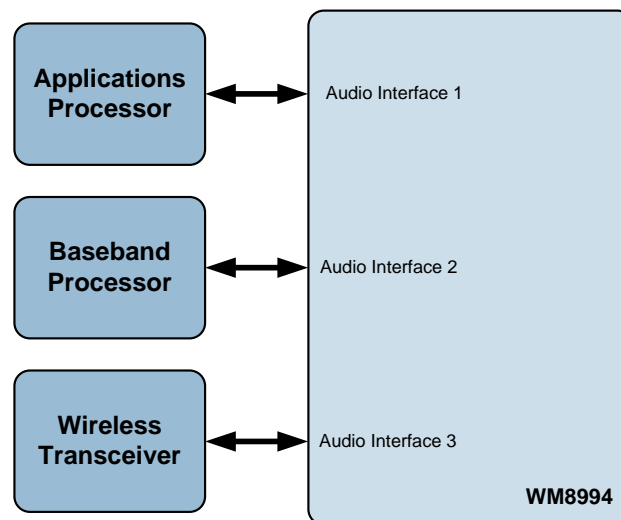 Applications
Processor
Audio Interface 1
Baseband
Processor
Audio Interface 2
Wireless
Transceiver
Audio Interface 3
WM8994